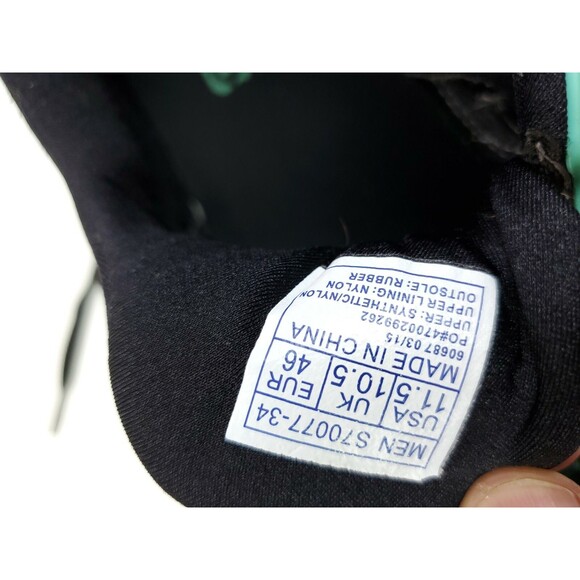 MEN S70077-34
USA UK EUR
11.5 10.5 46
MADE IN CHINA
60687 03/15
PO#4700299262
UPPER: SYNTHETIC/NYLON
UPPER LINING: NYLON
OUTSOLE: RUBBER